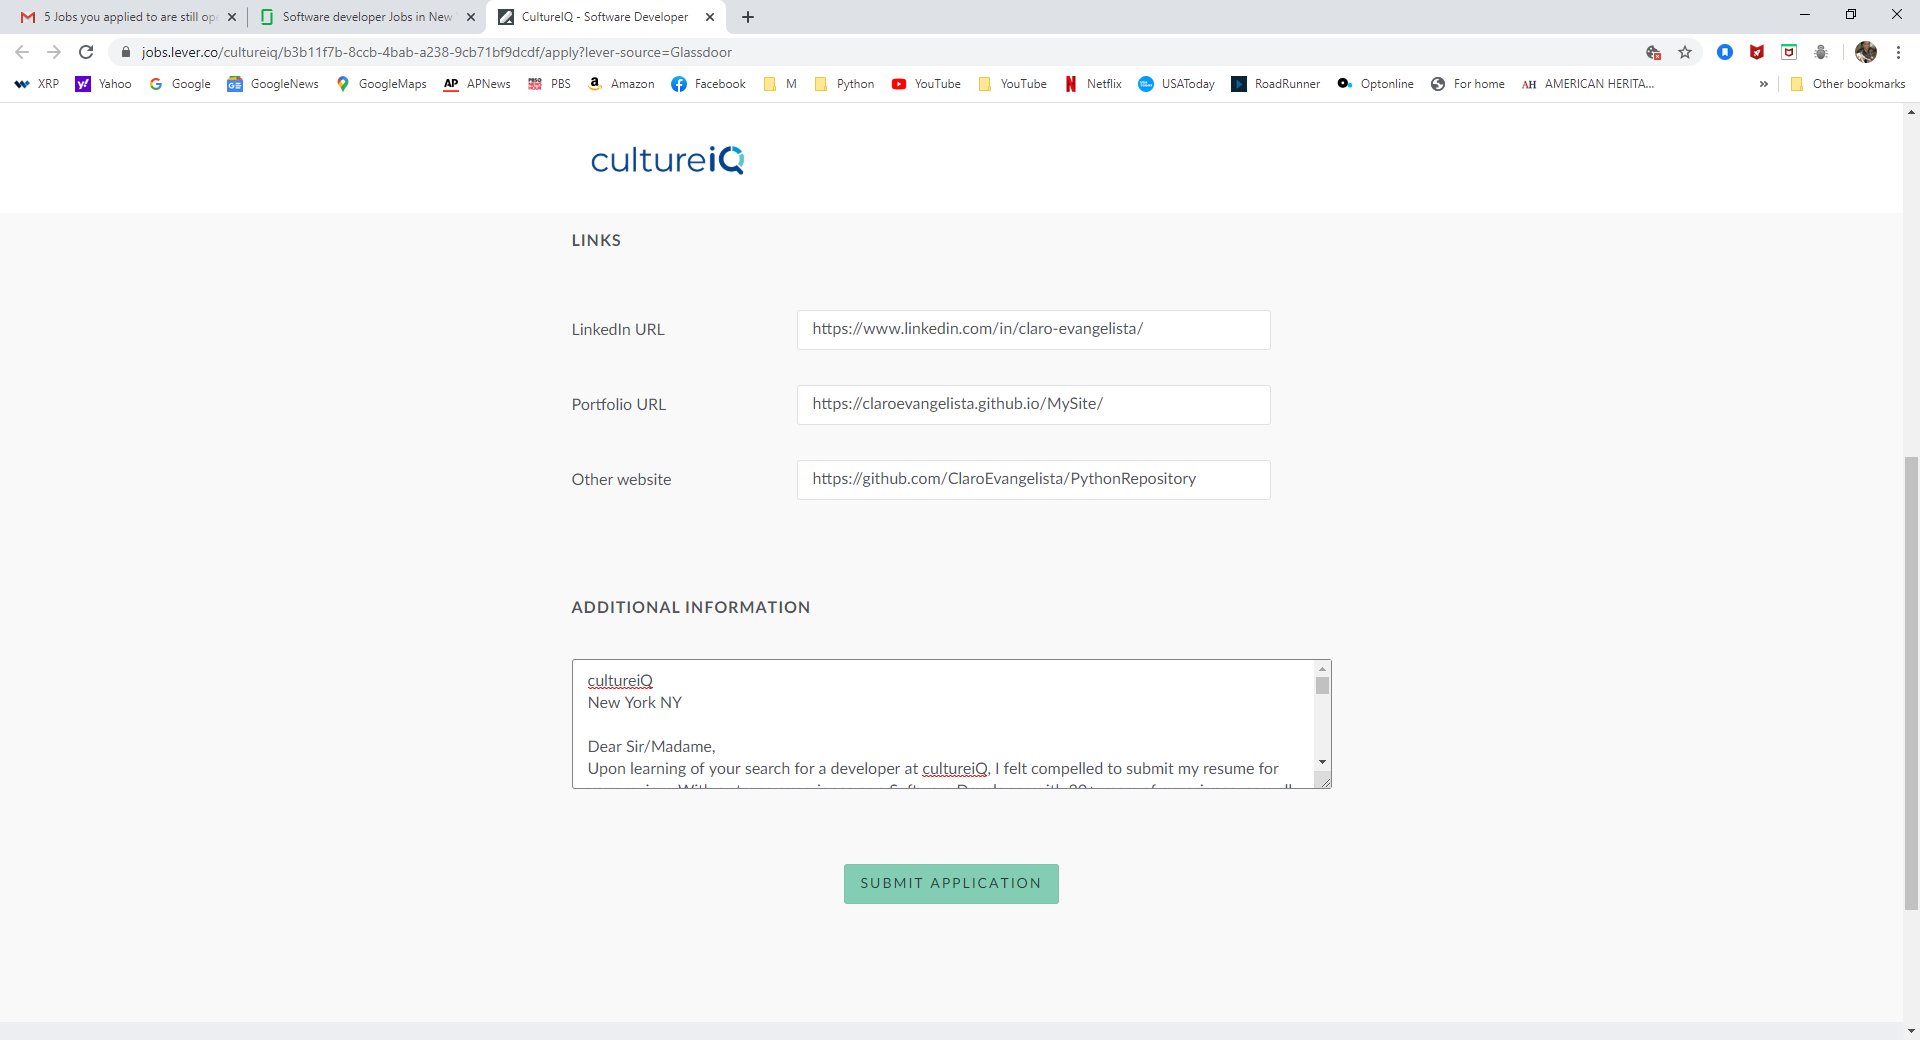 5 Jobs you applied to are still ope
Software developer Jobs in New
CultureIQ - Software Developer
jobs.lever.co/cultureiq/b3b11f7b-8ccb-4bab-a238-9cb71bf9dcdf/apply?lever-source=Glassdoor
XRP Yahoo Google GoogleNews GoogleMaps APNews PBS Amazon Facebook M Python YouTube YouTube Netflix USAToday RoadRunner Optonline For home AH AMERICAN HERITA... » Other bookmarks
cultureiQ
LINKS
LinkedIn URL https://www.linkedin.com/in/claro-evangelista/
Portfolio URL https://claroevangelista.github.io/MySite/
Other website https://github.com/ClaroEvangelista/PythonRepository
ADDITIONAL INFORMATION
cultureiQ
New York NY
Dear Sir/Madame,
Upon learning of your search for a developer at cultureiQ, I felt compelled to submit my resume for
SUBMIT APPLICATION